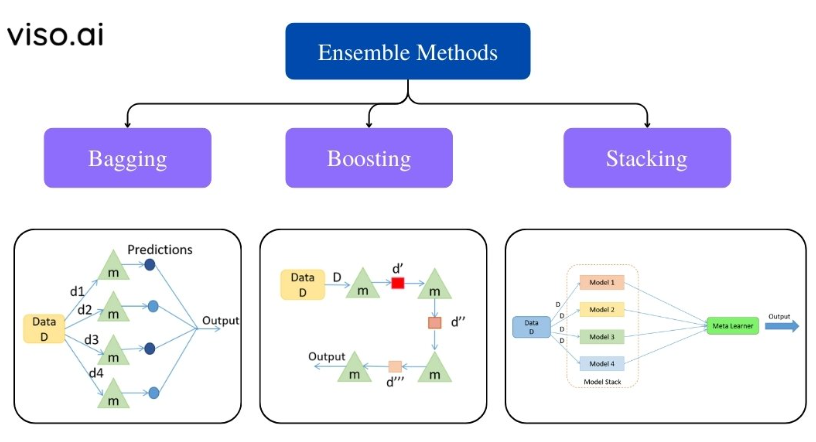 viso.ai
Ensemble Methods
Bagging
Boosting
Stacking
Predictions
d1
d2
d3
d4
Data
D
m
m
m
m
Output
Data
D
D
m
d'
m
d''
m
d'''
m
Output
Data
D
D
D
D
D
Model 1
Model 2
Model 3
Model 4
Model Stack
Meta Learner
Output